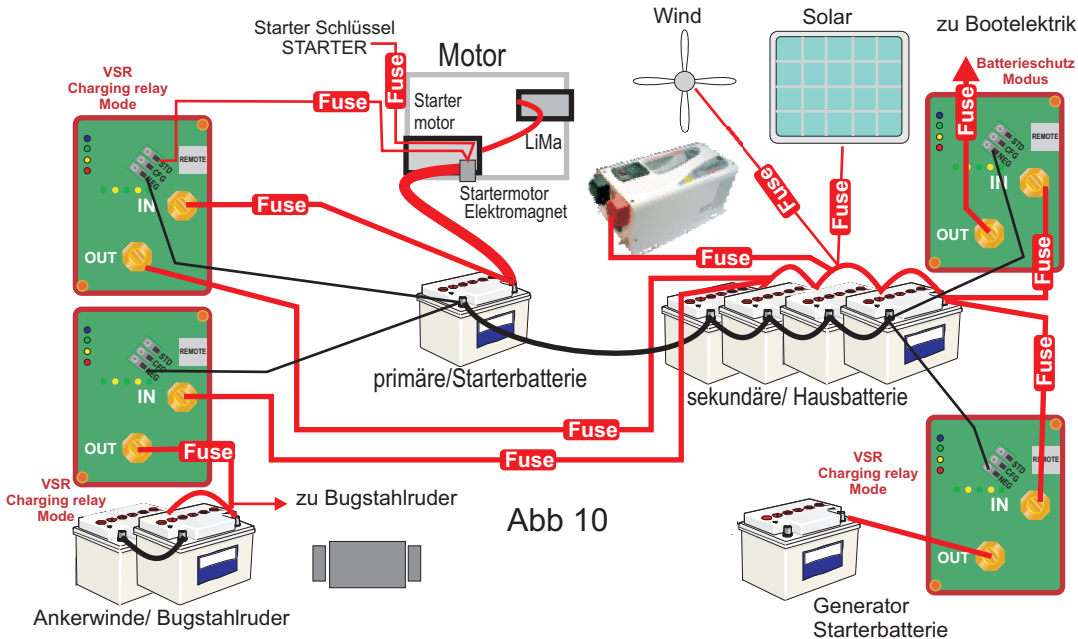 Starter Schlüssel
STARTER
Fuse
Wind
Solar
zu Bootelektrik
VSR
Charging relay
Mode
Fuse
Motor
Starter
motor
LiMa
Startermotor
Elektromagnet
Batterieschutz
Modus
Fuse
STD
CFG
NEG
REMOTE
IN
OUT
Fuse
Fuse
Fuse
Fuse
STD
CFG
NEG
REMOTE
IN
OUT
Fuse
STD
CFG
NEG
REMOTE
IN
OUT
Fuse
primäre/Starterbatterie
sekundäre/ Hausbatterie
Fuse
Fuse
Fuse
VSR
Charging relay
Mode
zu Bugstahlruder
Abb 10
Ankerwinde/ Bugstahlruder
VSR
Charging relay
Mode
STD
CFG
NEG
REMOTE
IN
OUT
Generator
Starterbatterie